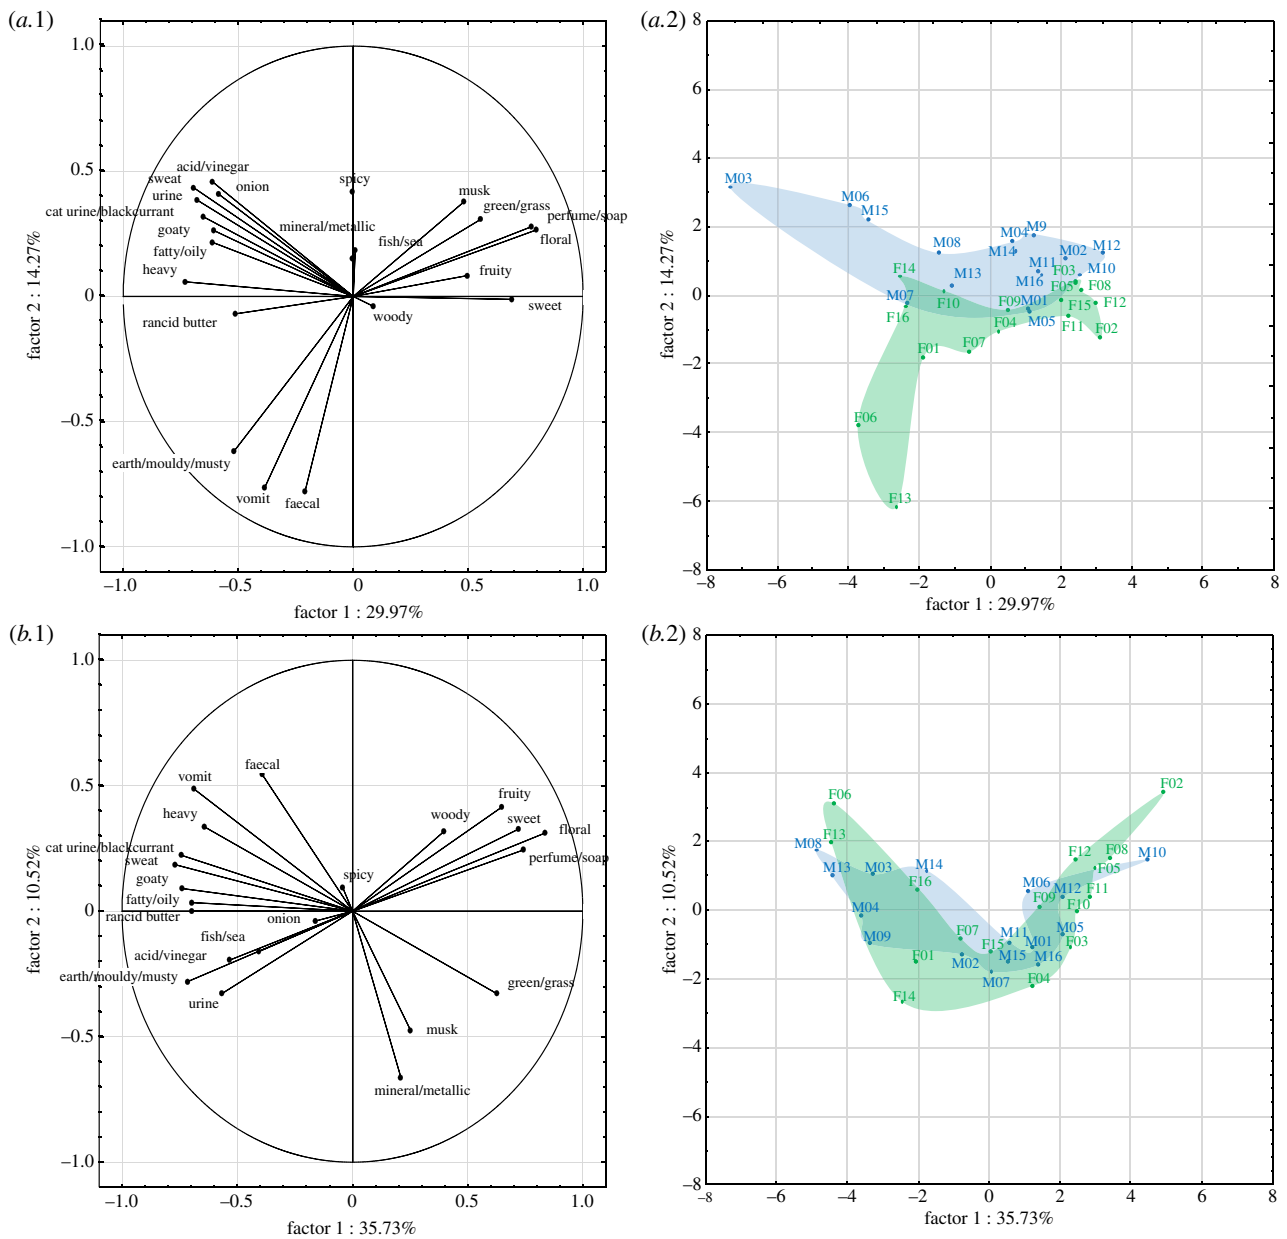 (a.1)
1.0
0.5
0
–0.5
–1.0
factor 2 : 14.27%
acid/vinegar
sweat
onion
urine
cat urine/blackcurrant
goaty
fatty/oily
heavy
rancid butter
spicy
mineral/metallic
fish/sea
musk
green/grass
perfume/soap
floral
fruity
sweet
woody
earth/mouldy/musty
vomit
faecal
–1.0 –0.5 0 0.5 1.0
factor 1 : 29.97%
(a.2)
8
6
4
2
0
–2
–4
–6
–8
factor 2 : 14.27%
M03
M06
M15
M08
M04
M9
M14
M02
M12
M13
M11
M16
F03
M10
F14
F10
F05
F08
M07
F16
F09
M01
F15
F12
F04
M05
F11
F02
F01
F07
F06
F13
–8 –6 –4 –2 0 2 4 6 8
factor 1 : 29.97%
(b.1)
1.0
0.5
0
–0.5
–1.0
factor 2 : 10.52%
faecal
vomit
heavy
cat urine/blackcurrant
sweat
goaty
fatty/oily
rancid butter
spicy
onion
fish/sea
acid/vinegar
earth/mouldy/musty
urine
fruity
woody
sweet
floral
perfume/soap
green/grass
musk
mineral/metallic
–1.0 –0.5 0 0.5 1.0
factor 1 : 35.73%
(b.2)
8
6
4
2
0
–2
–4
–6
–8
factor 2 : 10.52%
F06
F02
F13
M08
M13
M03
M14
F16
F12
F08
M10
F05
M06
M12
F11
F09
F10
M04
M09
F07
M11
M05
F01
M02
F15
M01
F03
M15
M16
M07
F04
F14
–8 –6 –4 –2 0 2 4 6 8
factor 1 : 35.73%